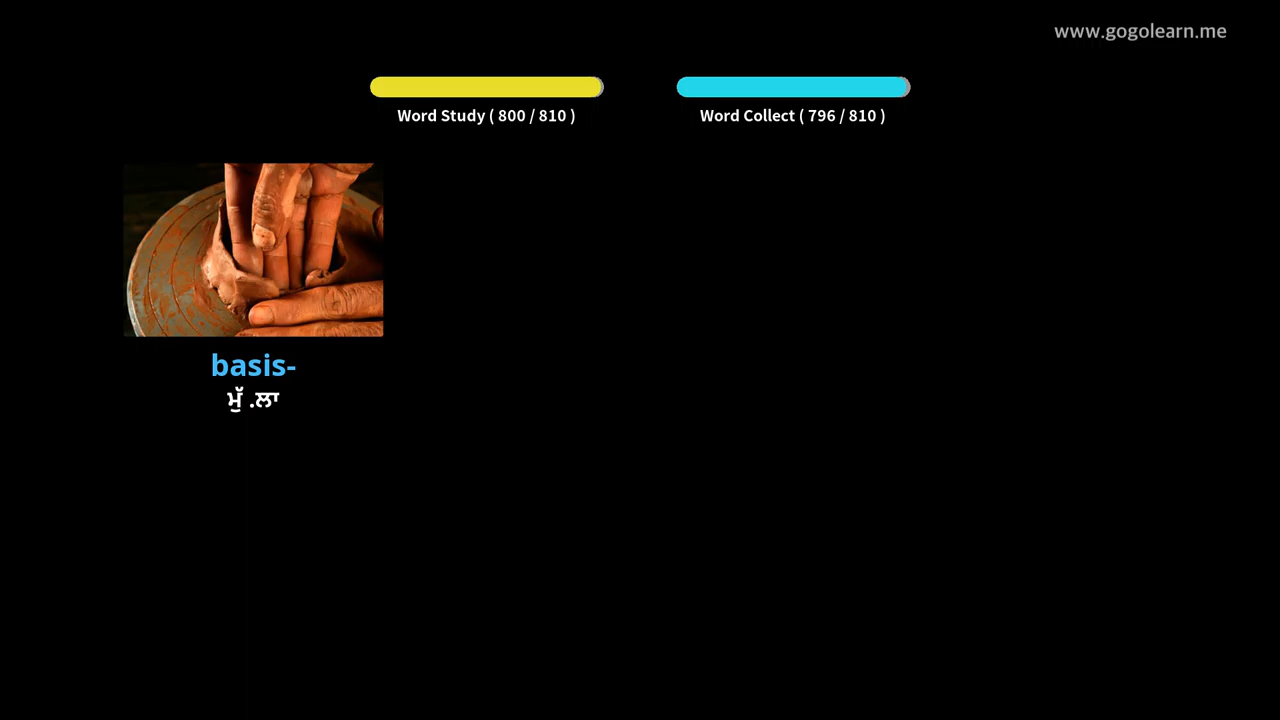 www.gogolearn.me
Word Study ( 800 / 810 )
Word Collect ( 796 / 810 )
basis-
ਮੁੱ .ਲਾ